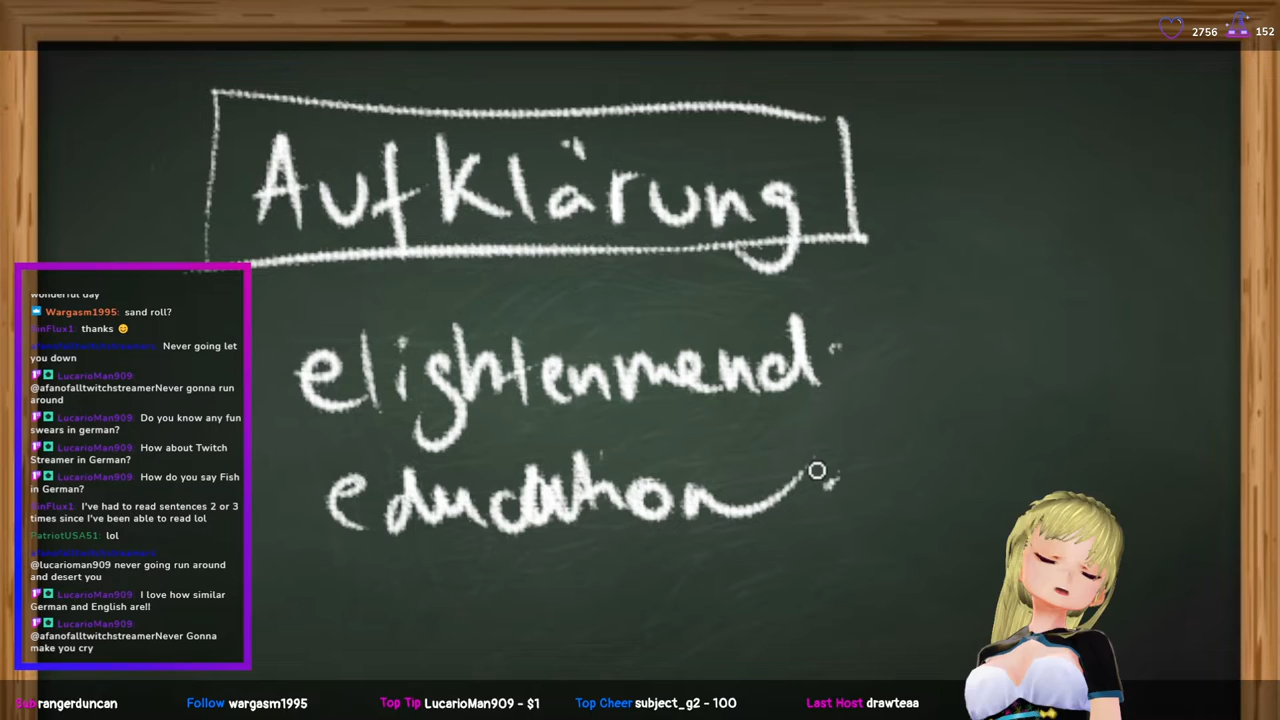 2756 152
Aufklärung
elightenmend
education
wonderful day
Wargasm1995: sand roll?
thanks 😊
Never going let
you down
LucarioMan909:
@afanofalltwitchstreamerNever gonna run
around
LucarioMan909: Do you know any fun
swears in german?
LucarioMan909: How about Twitch
Streamer in German?
LucarioMan909: How do you say Fish
in German?
JinFlux1: I've had to read sentences 2 or 3
times since I've been able to read lol
PatriotUSA51: lol
@lucarioman909 never going run around
and desert you
LucarioMan909: I love how similar
German and English are!!
LucarioMan909:
@afanofalltwitchstreamerNever Gonna
make you cry
Sub rangerduncan Follow wargasm1995 Top Tip LucarioMan909 - $1 Top Cheer subject_g2 - 100 Last Host drawteaa